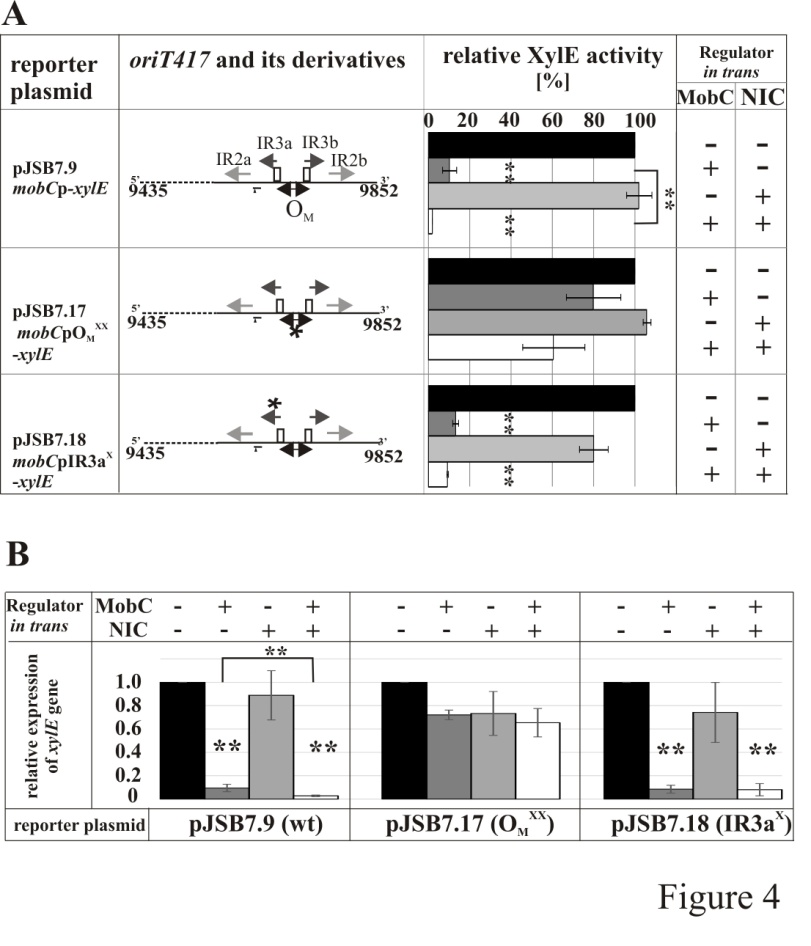 A
reporter plasmid
oriT417 and its derivatives
relative XylE activity [%]
Regulator in trans
MobC NIC
0 20 40 60 80 100
pJSB7.9
mobCp-xylE
IR2a IR3a IR3b IR2b
5' 3'
9435 9852
OM
** ** **
- -
+ -
- +
+ +
pJSB7.17
mobCpOMXX
-xylE
5' 3'
9435 9852
*
- -
+ -
- +
+ +
pJSB7.18
mobCpIR3aX
-xylE
*
5' 3'
9435 9852
** **
- -
+ -
- +
+ +
B
Regulator in trans
MobC - + - + - + - + - + - +
NIC - - + + - - + + - - + +
relative expression of xylE gene
1.0
0.8
0.6
0.4
0.2
0
**
** **
** **
reporter plasmid pJSB7.9 (wt) pJSB7.17 (OMXX) pJSB7.18 (IR3aX)
Figure 4